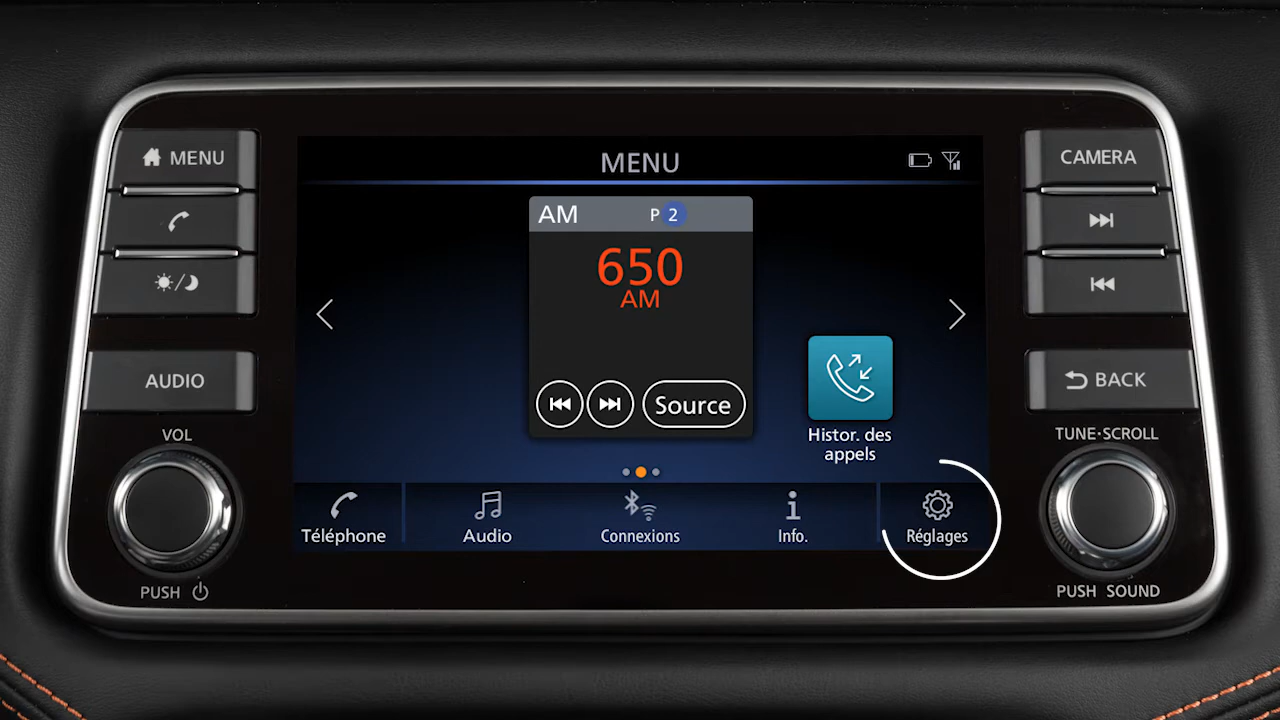 MENU
CAMERA
MENU
AM P 2
650
AM
AUDIO
BACK
Source
VOL
Histor. des
appels
TUNE·SCROLL
Téléphone
Audio
Connexions
Info.
Réglages
PUSH
PUSH SOUND